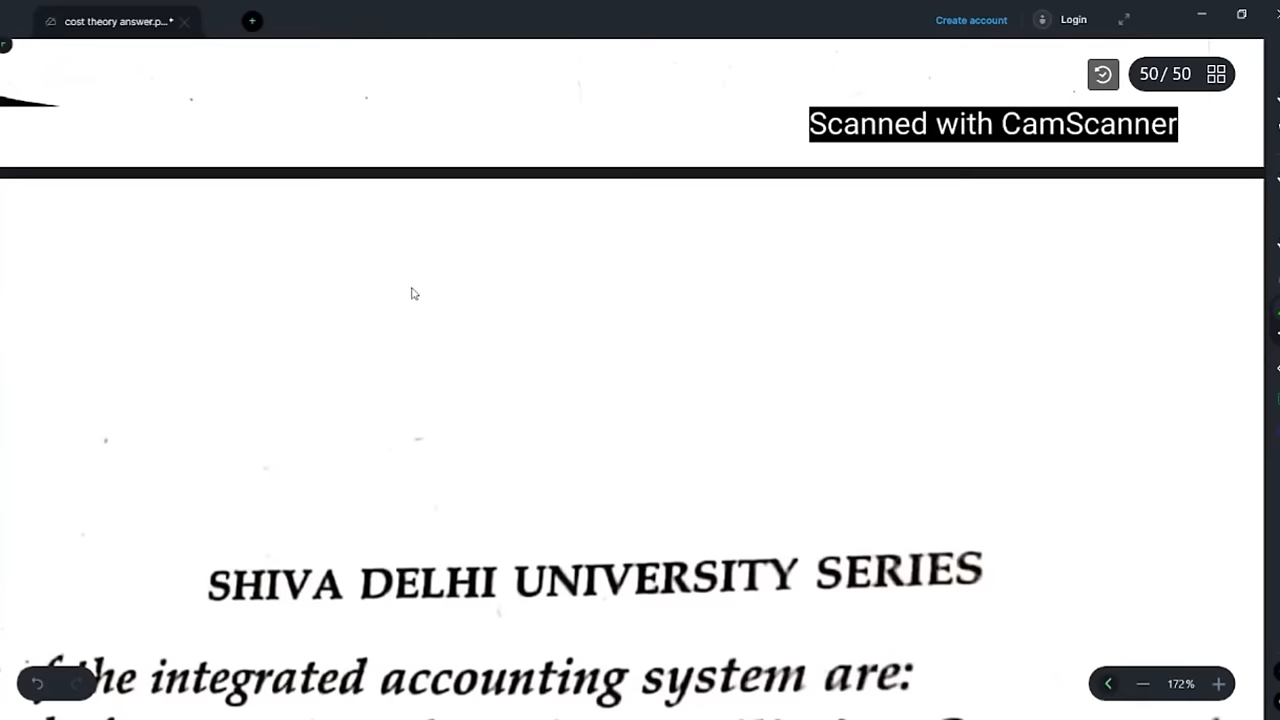 cost theory answer.p...*
Create account
Login
50 / 50
Scanned with CamScanner
SHIVA DELHI UNIVERSITY SERIES
the integrated accounting system are:
172%